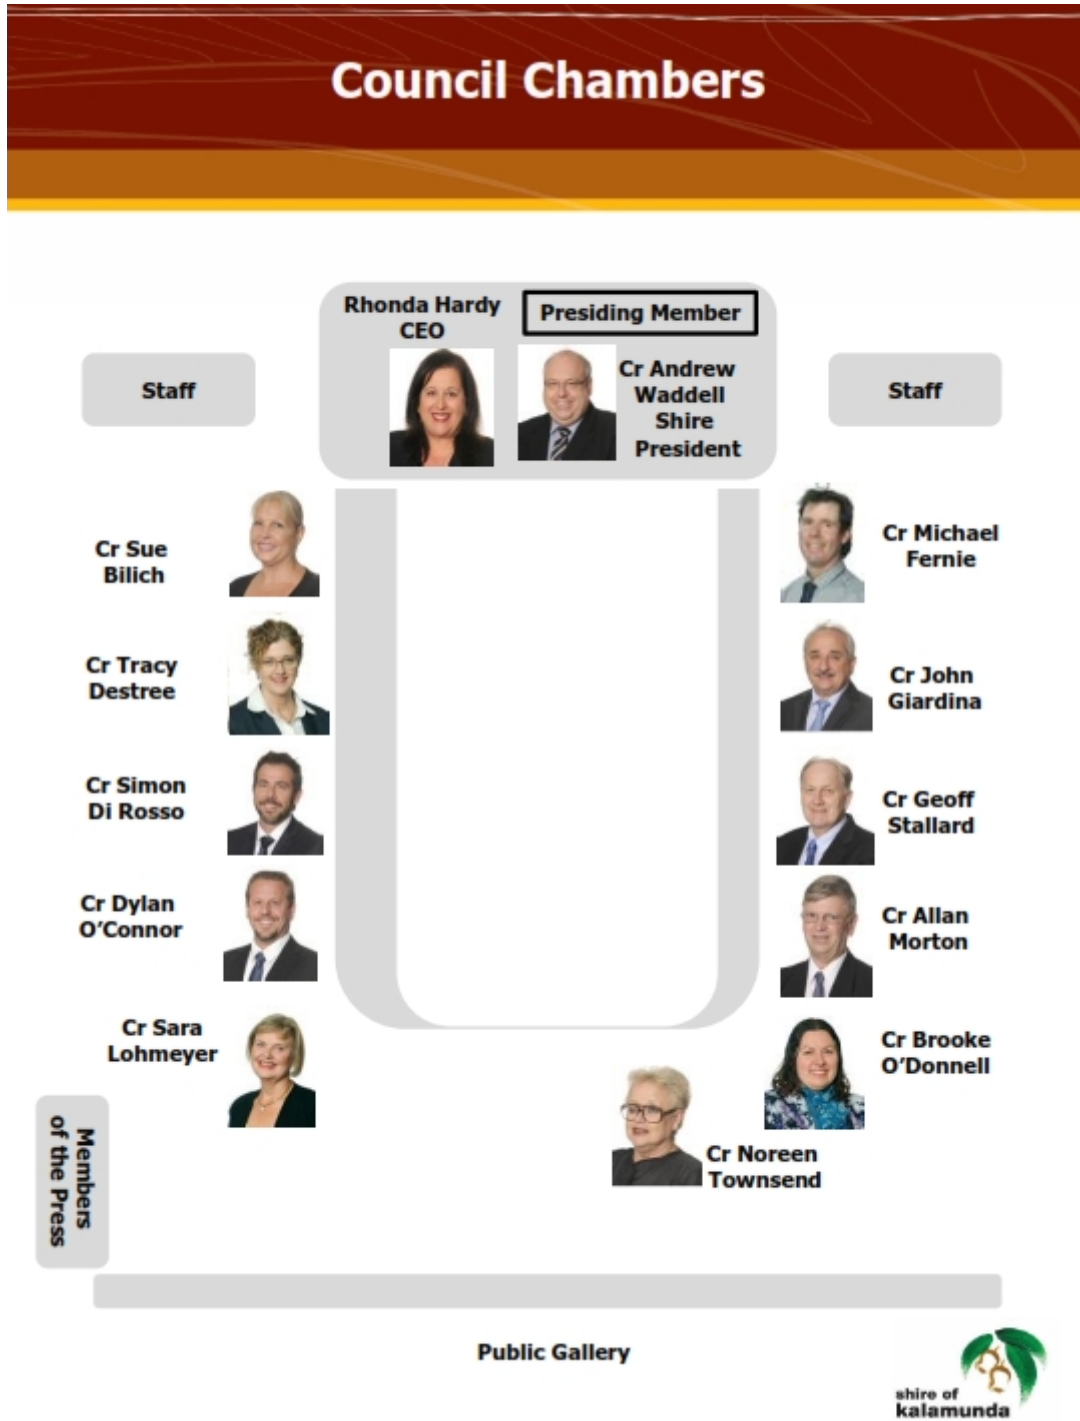 Council Chambers
Rhonda Hardy
CEO
Presiding Member
Cr Andrew
Waddell
Shire
President
Staff
Staff
Cr Sue
Bilich
Cr Michael
Fernie
Cr Tracy
Destree
Cr John
Giardina
Cr Simon
Di Rosso
Cr Geoff
Stallard
Cr Dylan
O'Connor
Cr Allan
Morton
Cr Sara
Lohmeyer
Cr Brooke
O'Donnell
Cr Noreen
Townsend
Members
of the Press
Public Gallery
shire of
kalamunda